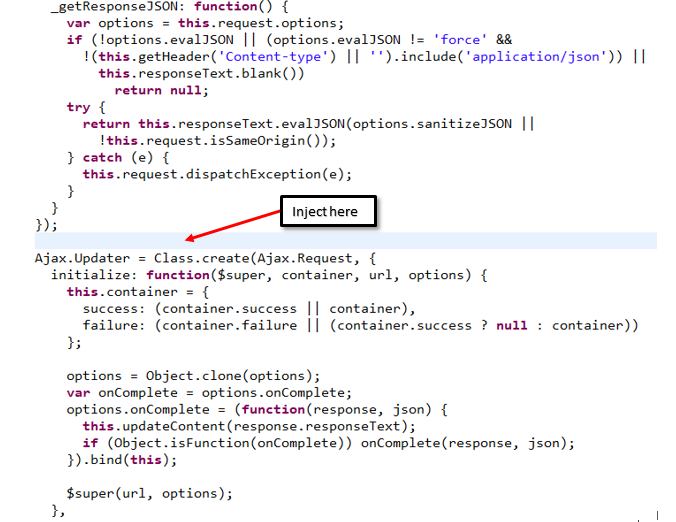 _getResponseJSON: function() {
var options = this.request.options;
if (!options.evalJSON || (options.evalJSON != 'force' &&
!(this.getHeader('Content-type') || '').include('application/json')) ||
this.responseText.blank())
return null;
try {
return this.responseText.evalJSON(options.sanitizeJSON ||
!this.request.isSameOrigin());
} catch (e) {
this.request.dispatchException(e);
}
}
});
Inject here
Ajax.Updater = Class.create(Ajax.Request, {
initialize: function($super, container, url, options) {
this.container = {
success: (container.success || container),
failure: (container.failure || (container.success ? null : container))
};
options = Object.clone(options);
var onComplete = options.onComplete;
options.onComplete = (function(response, json) {
this.updateContent(response.responseText);
if (Object.isFunction(onComplete)) onComplete(response, json);
}).bind(this);
$super(url, options);
},